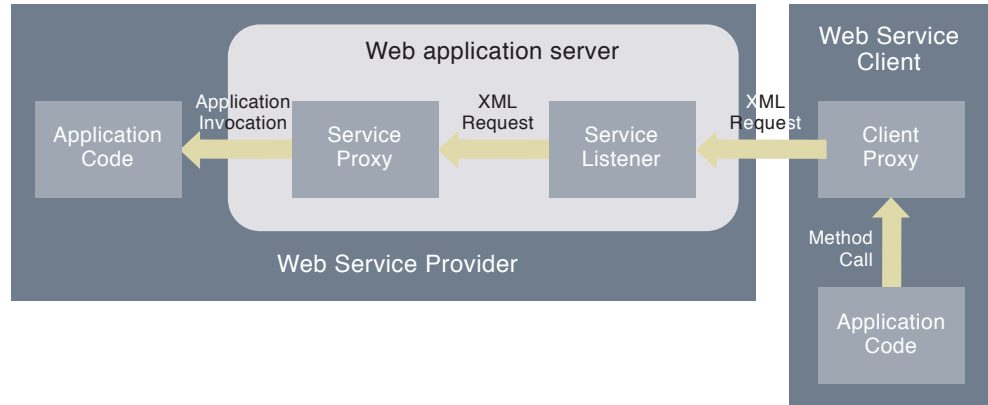 Web application server
Web Service
Client
Application
Invocation
XML
Request
XML
Request
Application
Code
Service
Proxy
Service
Listener
Client
Proxy
Method
Call
Web Service Provider
Application
Code